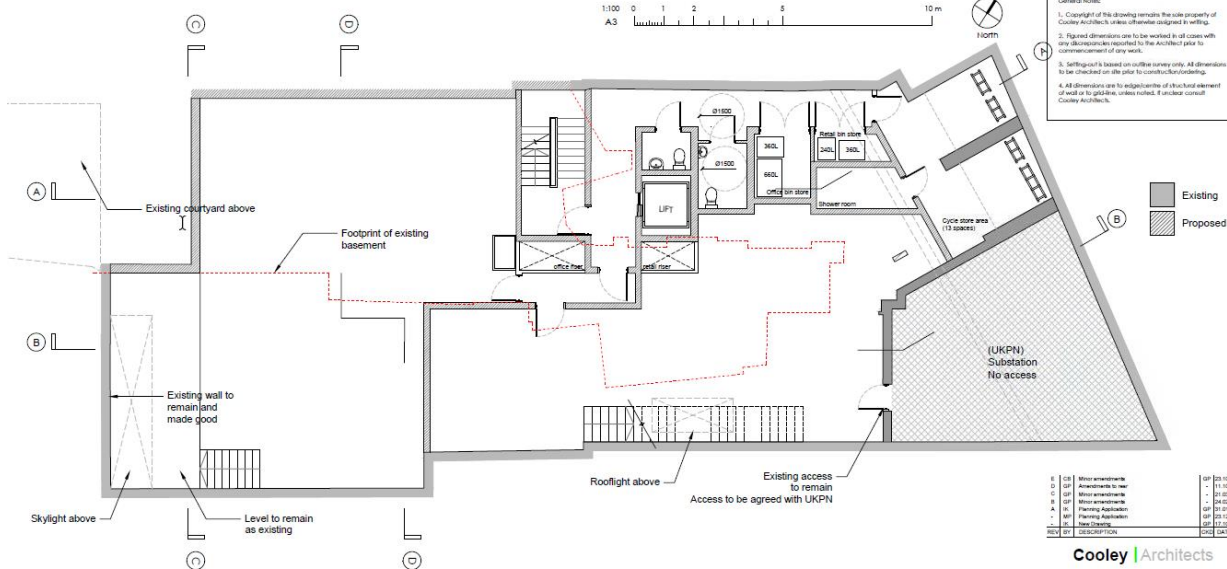 1:100
A3
0
1
2
5
10 m
North
General Notes:
1. Copyright of this drawing remains the sole property of
Cooley Architects unless otherwise assigned in writing.
2. Figured dimensions are to be worked in all cases with
any discrepancies reported to the Architect prior to
commencement of any work.
3. Setting-out is based on outline survey only. All dimensions
to be checked on site prior to construction/ordering.
4. All dimensions are to edge/centre of structural element
of wall or to grid-line, unless noted. If unclear consult
Cooley Architects.
C
D
A
Existing
Proposed
A
Existing courtyard above
Footprint of existing
basement
Ø1500
Ø1500
360L
660L
Retail bin store
240L
360L
Office bin store
Shower room
LIFT
office riser
retail riser
Cycle store area
(13 spaces)
B
B
(UKPN)
Substation
No access
Existing wall to
remain and
made good
Skylight above
Level to remain
as existing
Rooflight above
Existing access
to remain
Access to be agreed with UKPN
C
D
E CB Minor amendments GP
D GP Amendments to rear -
C GP Minor amendments -
B GP Minor amendments -
A IK Planning Application GP
- MP Planning Application GP
- IK New Drawing GP
REV BY DESCRIPTION CKD
Cooley | Architects